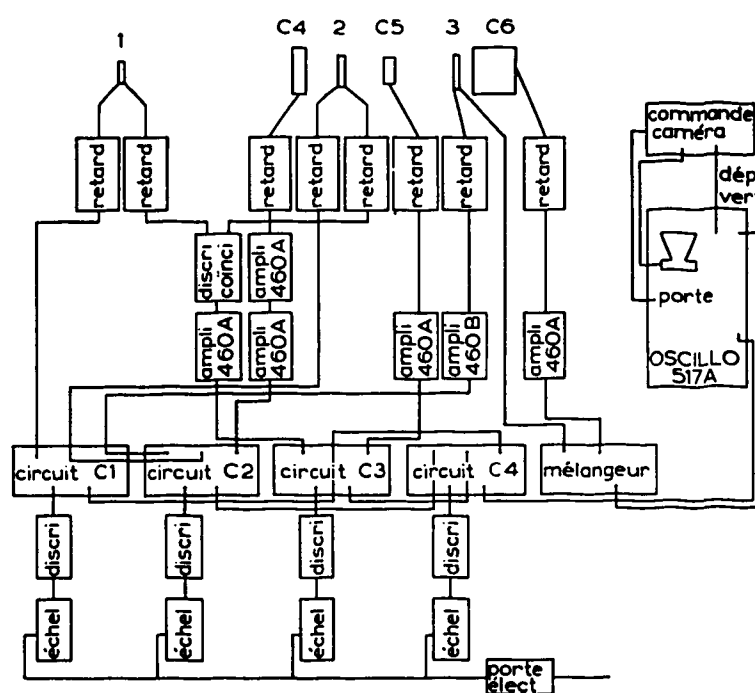 1 C4 2 C5 3 C6
commande
caméra
retard retard retard retard retard retard retard retard
dép
ver
discri
coïnci
ampli
460A
porte
ampli
460A
ampli
460A
ampli
460A
ampli
460B
ampli
460A
OSCILLO
517A
circuit C1 circuit C2 circuit C3 circuit C4 mélangeur
discri discri discri discri
échel échel échel échel
porte
élect